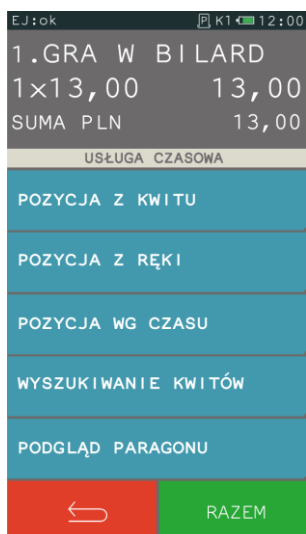 EJ:ok P K1 12:00
1.GRA W BILARD
1×13,00 13,00
SUMA PLN 13,00
USŁUGA CZASOWA
POZYCJA Z KWITU
POZYCJA Z RĘKI
POZYCJA WG CZASU
WYSZUKIWANIE KWITÓW
PODGLĄD PARAGONU
RAZEM